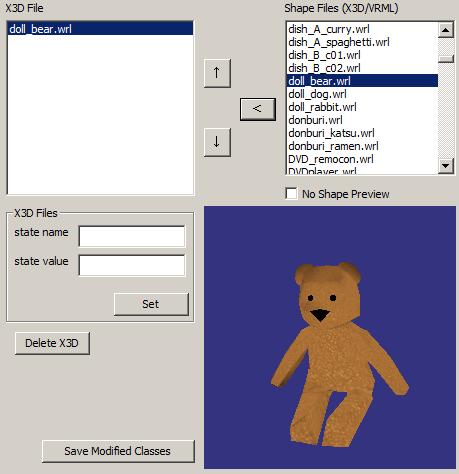 X3D File
doll_bear.wrl
↑
<
↓
Shape Files (X3D/VRML)
dish_A_curry.wrl
dish_A_spaghetti.wrl
dish_B_c01.wrl
dish_B_c02.wrl
doll_bear.wrl
doll_dog.wrl
doll_rabbit.wrl
donburi.wrl
donburi_katsu.wrl
donburi_ramen.wrl
DVD_remocon.wrl
DVDplayer.wrl
No Shape Preview
X3D Files
state name
state value
Set
Delete X3D
Save Modified Classes